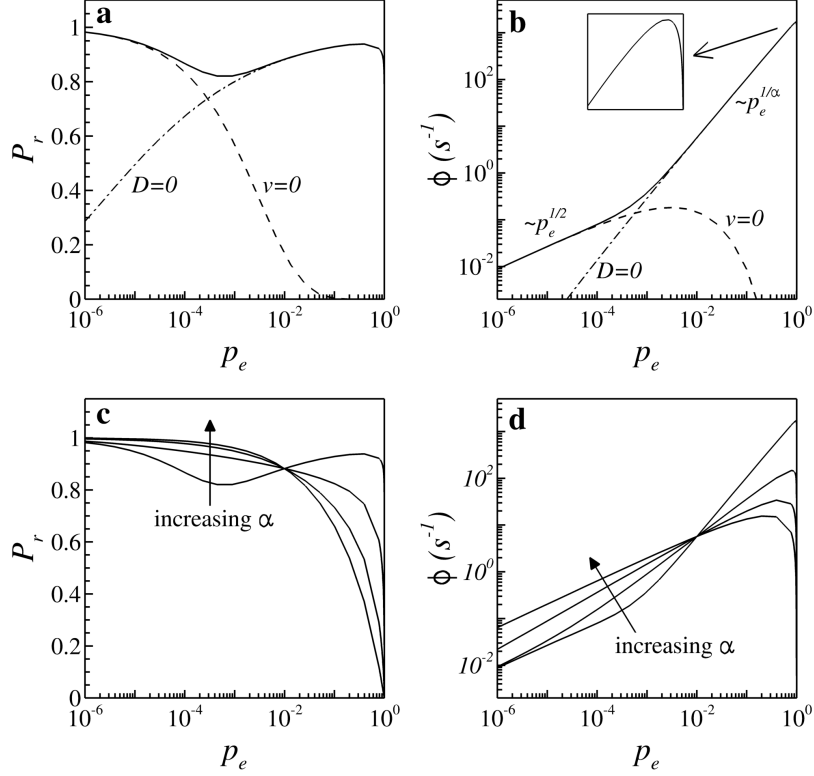 a
1
0.8
0.6
0.4
0.2
0
P_r
D=0
v=0
10^-6
10^-4
10^-2
10^0
p_e
b
10^2
10^0
10^-2
ϕ (s^-1)
~p_e^1/α
~p_e^1/2
v=0
D=0
10^-6
10^-4
10^-2
10^0
p_e
c
1
0.8
0.6
0.4
0.2
0
P_r
increasing α
10^-6
10^-4
10^-2
10^0
p_e
d
10^2
10^0
10^-2
ϕ (s^-1)
increasing α
10^-6
10^-4
10^-2
10^0
p_e